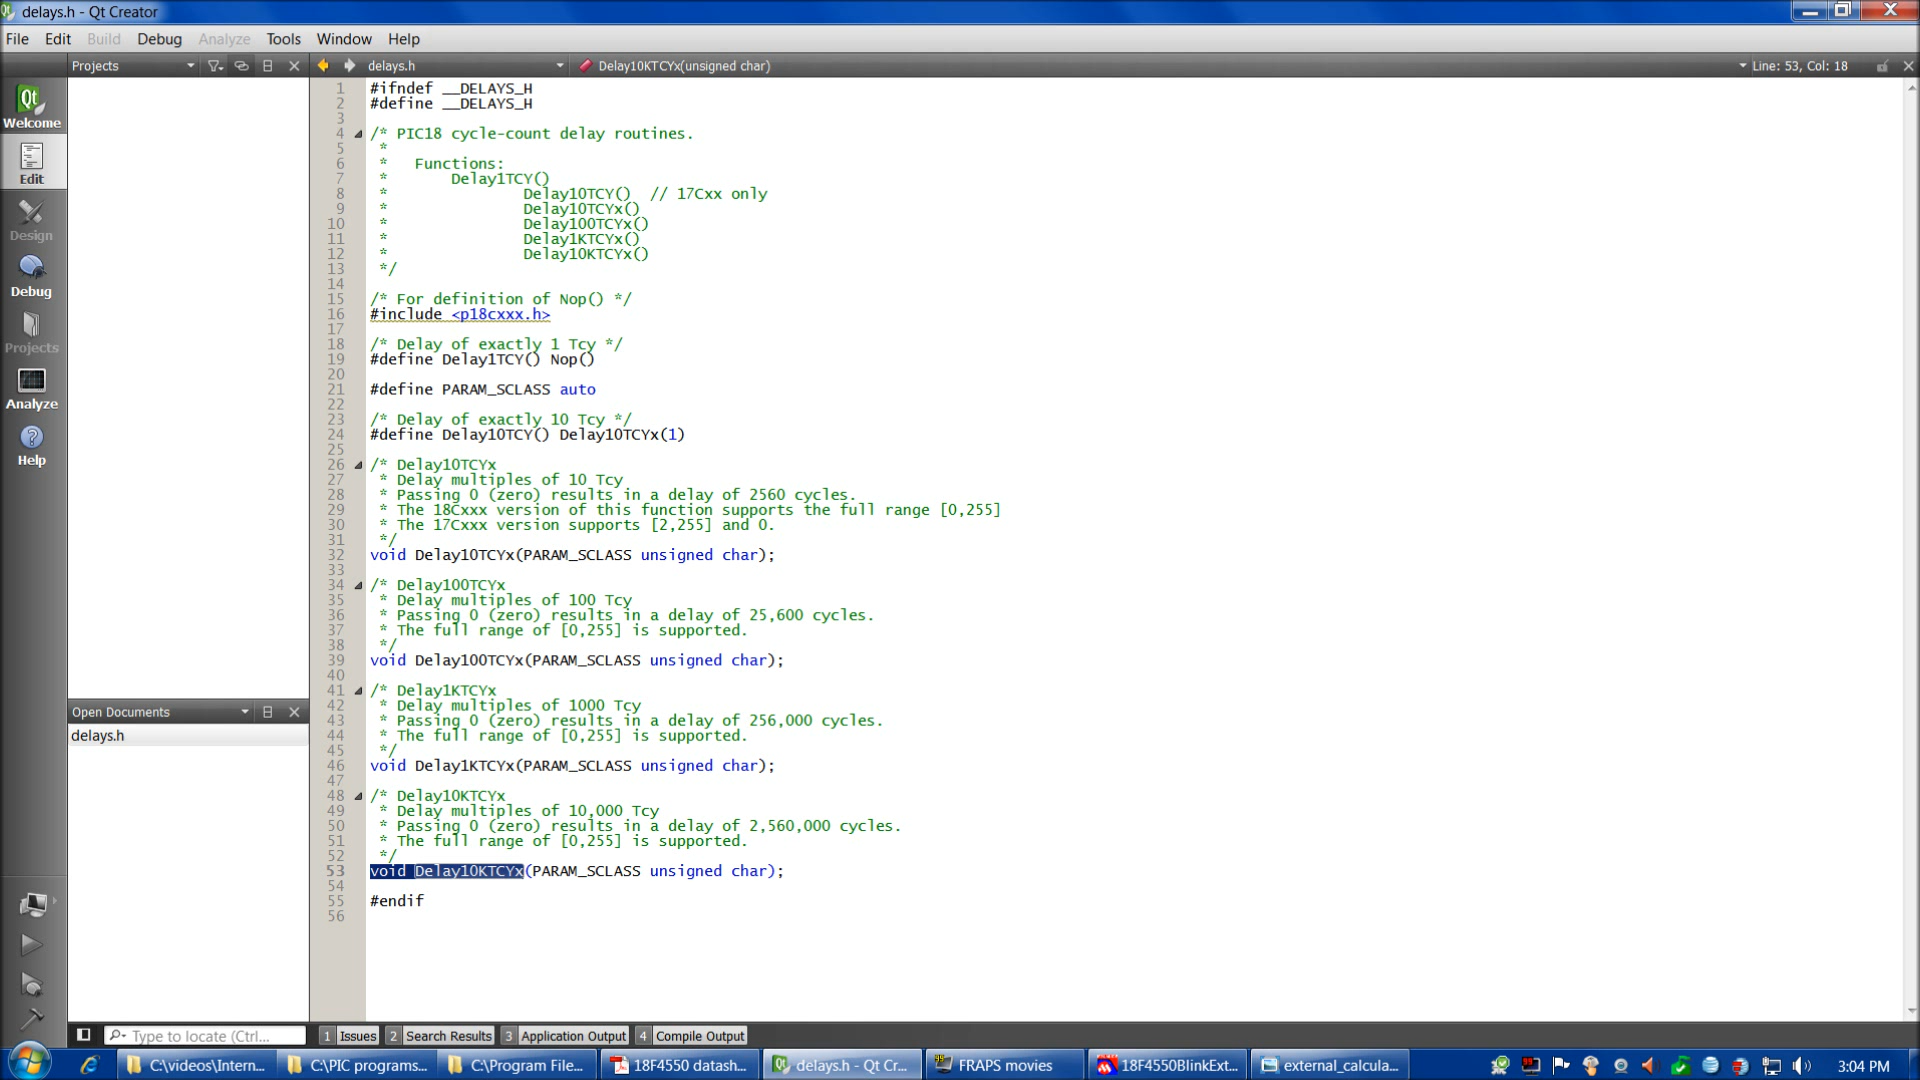 delays.h - Qt Creator
File Edit Build Debug Analyze Tools Window Help
Projects delays.h Delay10KTCYx(unsigned char) Line: 53, Col: 18
Welcome
Edit
Design
Debug
Projects
Analyze
Help
1 #ifndef __DELAYS_H
2 #define __DELAYS_H
3
4 /* PIC18 cycle-count delay routines.
5 *
6 * Functions:
7 * Delay1TCY()
8 * Delay10TCY() // 17Cxx only
9 * Delay10TCYx()
10 * Delay100TCYx()
11 * Delay1KTCYx()
12 * Delay10KTCYx()
13 */
14
15 /* For definition of Nop() */
16 #include <p18cxxx.h>
17
18 /* Delay of exactly 1 Tcy */
19 #define Delay1TCY() Nop()
20
21 #define PARAM_SCLASS auto
22
23 /* Delay of exactly 10 Tcy */
24 #define Delay10TCY() Delay10TCYx(1)
25
26 /* Delay10TCYx
27 * Delay multiples of 10 Tcy
28 * Passing 0 (zero) results in a delay of 2560 cycles.
29 * The 18Cxxx version of this function supports the full range [0,255]
30 * The 17Cxxx version supports [2,255] and 0.
31 */
32 void Delay10TCYx(PARAM_SCLASS unsigned char);
33
34 /* Delay100TCYx
35 * Delay multiples of 100 Tcy
36 * Passing 0 (zero) results in a delay of 25,600 cycles.
37 * The full range of [0,255] is supported.
38 */
39 void Delay100TCYx(PARAM_SCLASS unsigned char);
40
41 /* Delay1KTCYx
42 * Delay multiples of 1000 Tcy
43 * Passing 0 (zero) results in a delay of 256,000 cycles.
44 * The full range of [0,255] is supported.
45 */
46 void Delay1KTCYx(PARAM_SCLASS unsigned char);
47
48 /* Delay10KTCYx
49 * Delay multiples of 10,000 Tcy
50 * Passing 0 (zero) results in a delay of 2,560,000 cycles.
51 * The full range of [0,255] is supported.
52 */
53 void Delay10KTCYx(PARAM_SCLASS unsigned char);
54
55 #endif
56
Open Documents
delays.h
Type to locate (Ctrl... 1 Issues 2 Search Results 3 Application Output 4 Compile Output
C:\videos\Intern... C:\PIC programs... C:\Program File... 18F4550 datash... delays.h - Qt Cr... FRAPS movies 18F4550BlinkExt... external_calcula... 3:04 PM